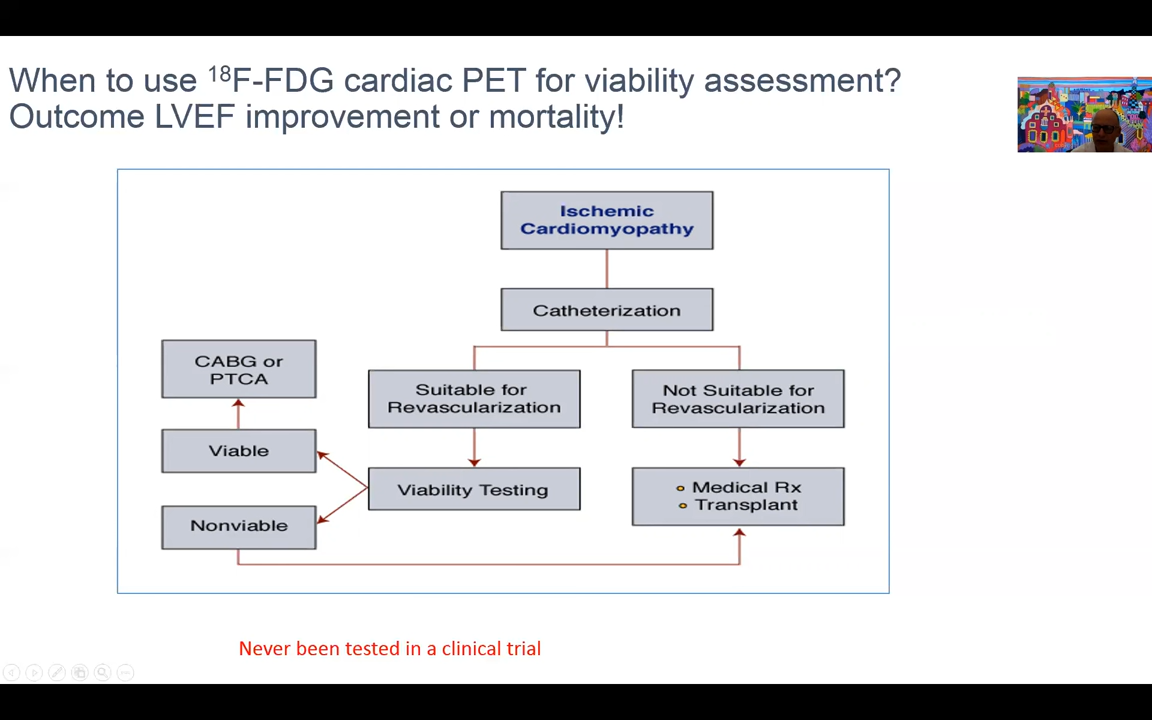 When to use ¹⁸F-FDG cardiac PET for viability assessment?
Outcome LVEF improvement or mortality!
Ischemic
Cardiomyopathy
Catheterization
CABG or
PTCA
Suitable for
Revascularization
Not Suitable for
Revascularization
Viable
Viability Testing
Medical Rx
Transplant
Nonviable
Never been tested in a clinical trial